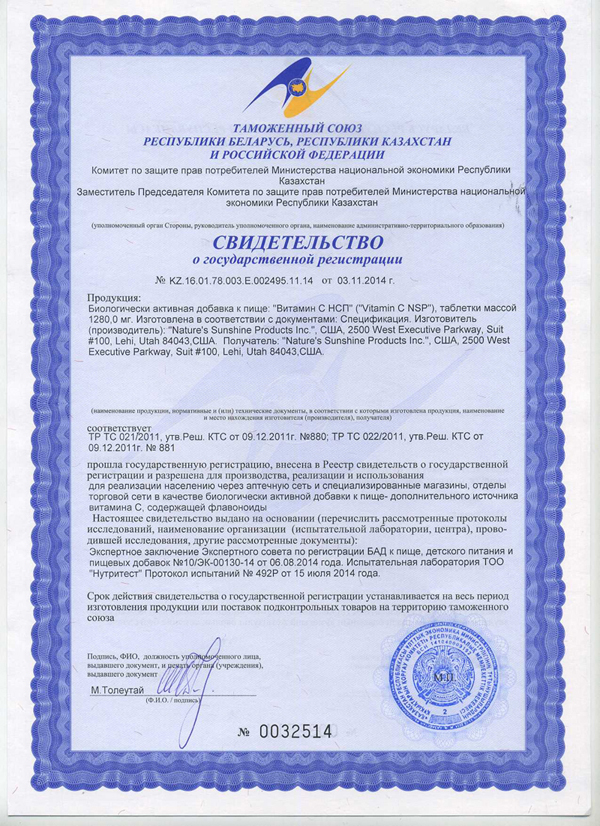 ТАМОЖЕННЫЙ СОЮЗ
РЕСПУБЛИКИ БЕЛАРУСЬ, РЕСПУБЛИКИ КАЗАХСТАН
И РОССИЙСКОЙ ФЕДЕРАЦИИ
Комитет по защите прав потребителей Министерства национальной экономики Республики
Казахстан
Заместитель Председателя Комитета по защите прав потребителей Министерства национальной
экономики Республики Казахстан
(уполномоченный орган Стороны, руководитель уполномоченного органа, наименование административно-территориального образования)
СВИДЕТЕЛЬСТВО
о государственной регистрации
№ KZ.16.01.78.003.E.002495.11.14 от 03.11.2014 г.
Продукция:
Биологически активная добавка к пище: "Витамин С НСП" ("Vitamin C NSP"), таблетки массой
1280,0 мг. Изготовлена в соответствии с документами: Спецификация. Изготовитель
(производитель): "Nature's Sunshine Products Inc.", США, 2500 West Executive Parkway, Suit
#100, Lehi, Utah 84043,США. Получатель: "Nature's Sunshine Products Inc.", США, 2500 West
Executive Parkway, Suit #100, Lehi, Utah 84043,США.
(наименование продукции, нормативные и (или) технические документы, в соответствии с которыми изготовлена продукция, наименование
и место нахождения изготовителя (производителя), получателя)
соответствует
ТР ТС 021/2011, утв.Реш. КТС от 09.12.2011г. №880; ТР ТС 022/2011, утв.Реш. КТС от
09.12.2011г. № 881
прошла государственную регистрацию, внесена в Реестр свидетельств о государственной
регистрации и разрешена для производства, реализации и использования
для реализации населению через аптечную сеть и специализированные магазины, отделы
торговой сети в качестве биологически активной добавки к пище- дополнительного источника
витамина С, содержащей флавоноиды
Настоящее свидетельство выдано на основании (перечислить рассмотренные протоколы
исследований, наименование организации (испытательной лаборатории, центра), прово-
дившей исследования, другие рассмотренные документы):
Экспертное заключение Экспертного совета по регистрации БАД к пище, детского питания и
пищевых добавок №10/ЭК-00130-14 от 06.08.2014 года. Испытательная лаборатория ТОО
"Нутритест" Протокол испытаний № 492Р от 15 июля 2014 года.
Срок действия свидетельства о государственной регистрации устанавливается на весь период
изготовления продукции или поставок подконтрольных товаров на территорию таможенного
союза
Подпись, ФИО, должность уполномоченного лица,
выдавшего документ, и печать органа (учреждения),
выдавшего документ
М.Толеутай
(Ф.И.О. / подпись)
М.П.
2
№ 0032514